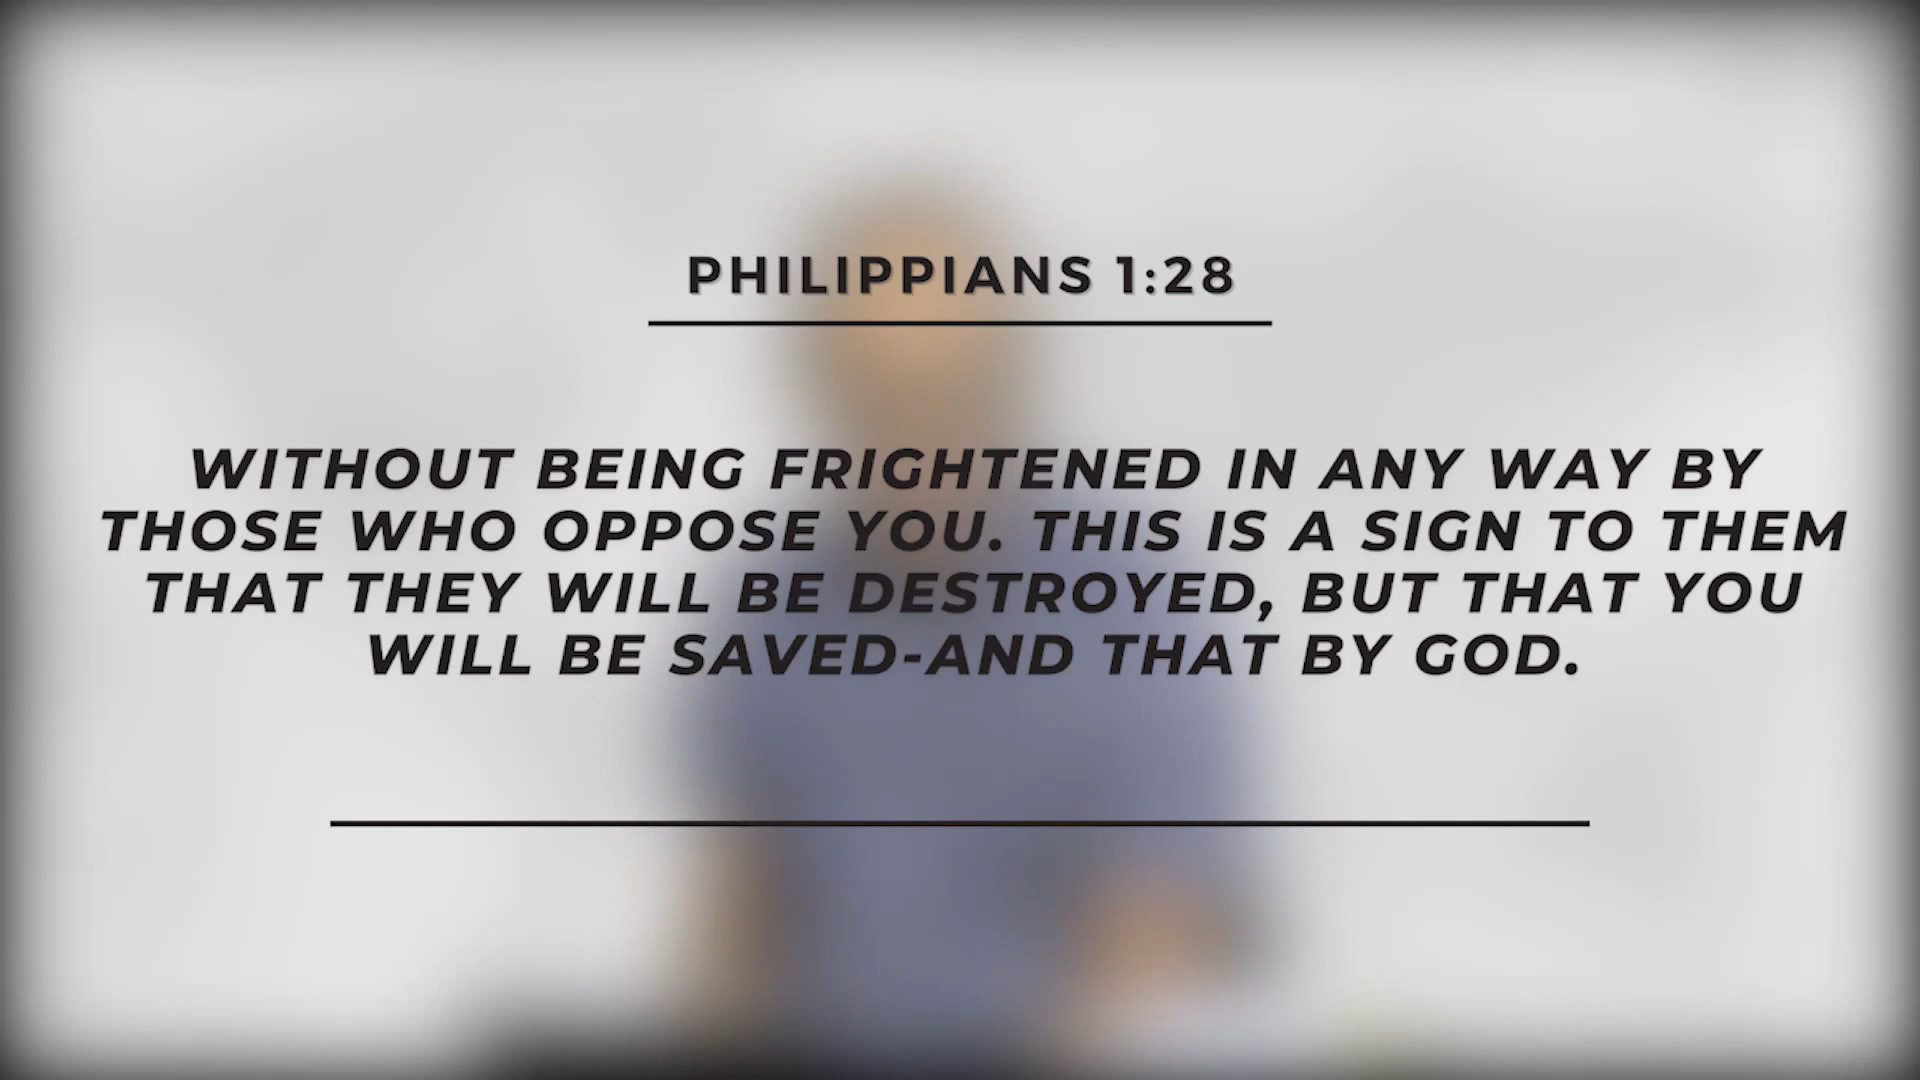 PHILIPPIANS 1:28
WITHOUT BEING FRIGHTENED IN ANY WAY BY
THOSE WHO OPPOSE YOU. THIS IS A SIGN TO THEM
THAT THEY WILL BE DESTROYED, BUT THAT YOU
WILL BE SAVED-AND THAT BY GOD.